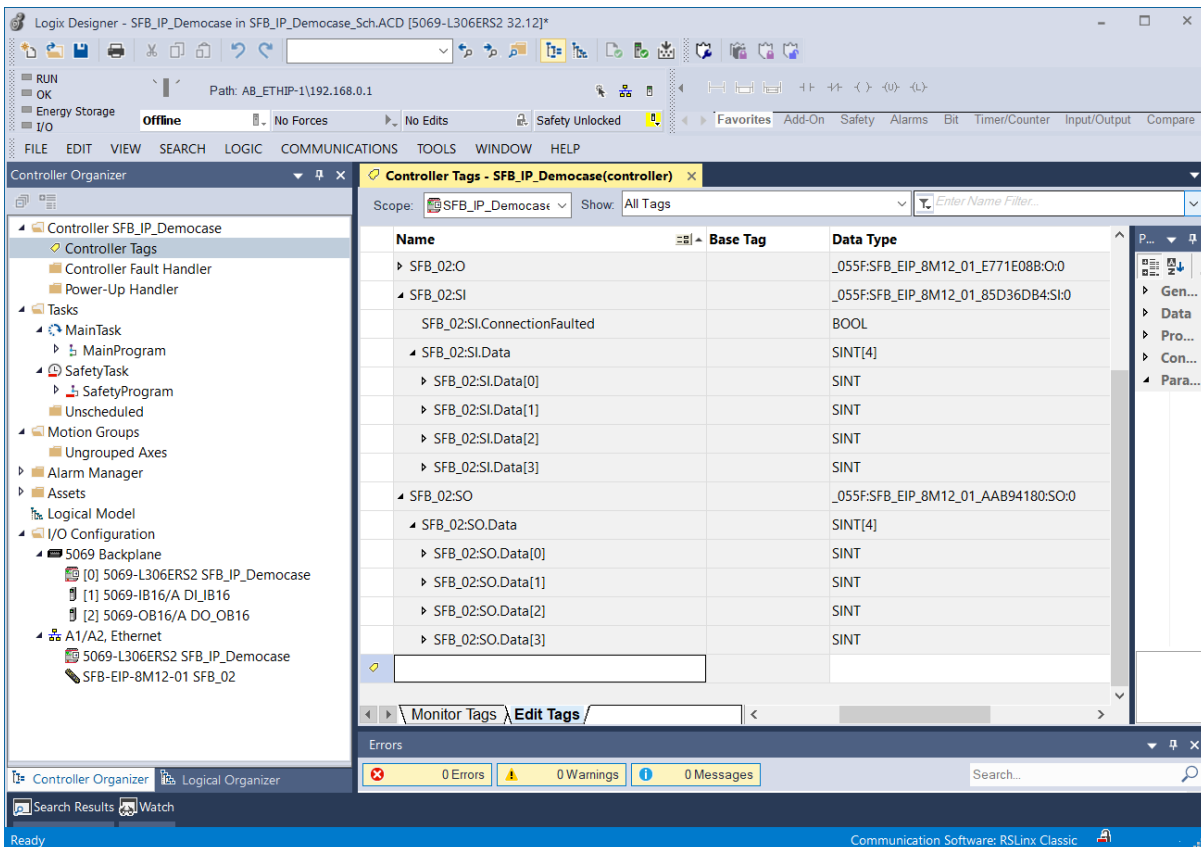 Logix Designer - SFB_IP_Democase in SFB_IP_Democase_Sch.ACD [5069-L306ERS2 32.12]*
RUN
OK
Energy Storage
I/O
Path: AB_ETHIP-1\192.168.0.1
Offline No Forces No Edits Safety Unlocked
Favorites Add-On Safety Alarms Bit Timer/Counter Input/Output Compare
FILE EDIT VIEW SEARCH LOGIC COMMUNICATIONS TOOLS WINDOW HELP
Controller Organizer
Controller SFB_IP_Democase
Controller Tags
Controller Fault Handler
Power-Up Handler
Tasks
MainTask
MainProgram
SafetyTask
SafetyProgram
Unscheduled
Motion Groups
Ungrouped Axes
Alarm Manager
Assets
Logical Model
I/O Configuration
5069 Backplane
[0] 5069-L306ERS2 SFB_IP_Democase
[1] 5069-IB16/A DI_IB16
[2] 5069-OB16/A DO_OB16
A1/A2, Ethernet
5069-L306ERS2 SFB_IP_Democase
SFB-EIP-8M12-01 SFB_02
Controller Organizer Logical Organizer
Controller Tags - SFB_IP_Democase(controller)
Scope: SFB_IP_Democase Show: All Tags Enter Name Filter...
Name Base Tag Data Type
SFB_02:O _055F:SFB_EIP_8M12_01_E771E08B:O:0
SFB_02:SI _055F:SFB_EIP_8M12_01_85D36DB4:SI:0
SFB_02:SI.ConnectionFaulted BOOL
SFB_02:SI.Data SINT[4]
SFB_02:SI.Data[0] SINT
SFB_02:SI.Data[1] SINT
SFB_02:SI.Data[2] SINT
SFB_02:SI.Data[3] SINT
SFB_02:SO _055F:SFB_EIP_8M12_01_AAB94180:SO:0
SFB_02:SO.Data SINT[4]
SFB_02:SO.Data[0] SINT
SFB_02:SO.Data[1] SINT
SFB_02:SO.Data[2] SINT
SFB_02:SO.Data[3] SINT
Monitor Tags Edit Tags
P...
Gen...
Data
Pro...
Con...
Para...
Errors
0 Errors 0 Warnings 0 Messages Search...
Search Results Watch
Ready Communication Software: RSLinx Classic